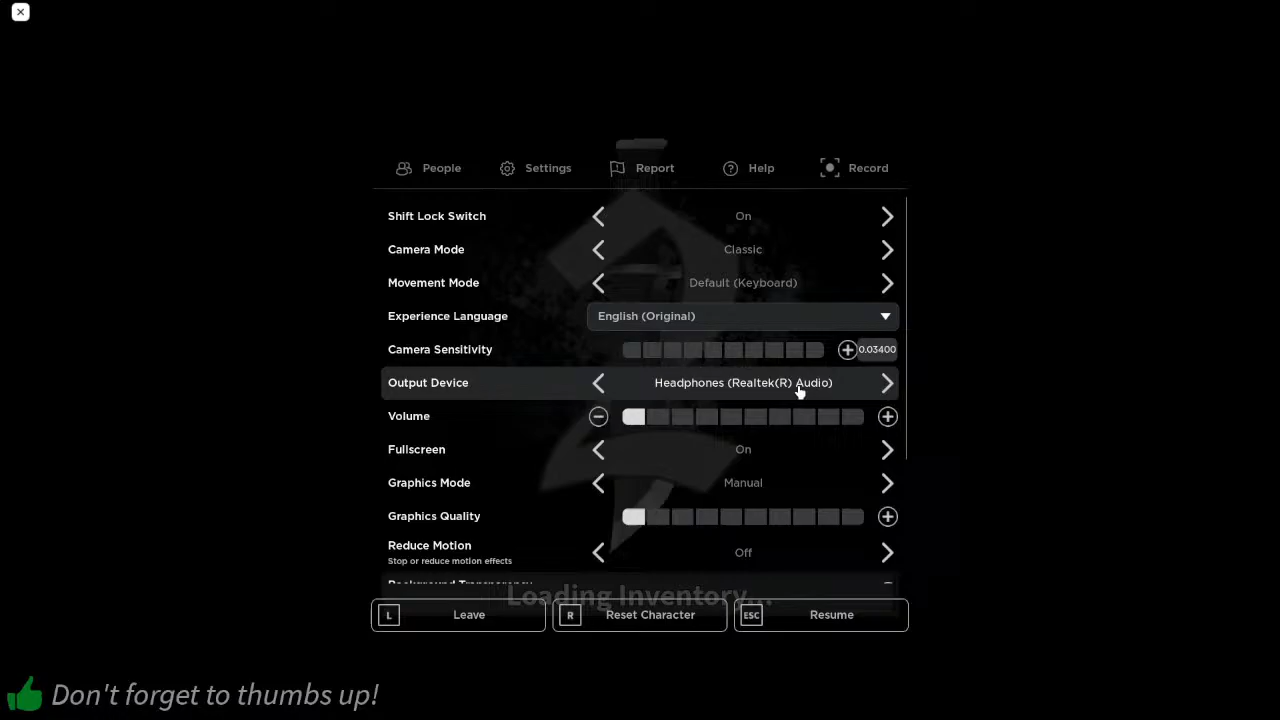 People Settings Report Help Record
Shift Lock Switch On
Camera Mode Classic
Movement Mode Default (Keyboard)
Experience Language English (Original)
Camera Sensitivity 0.03400
Output Device Headphones (Realtek(R) Audio)
Volume
Fullscreen On
Graphics Mode Manual
Graphics Quality
Reduce Motion Off
Stop or reduce motion effects
Background Transparency
Loading Inventory...
L Leave R Reset Character ESC Resume
Don't forget to thumbs up!